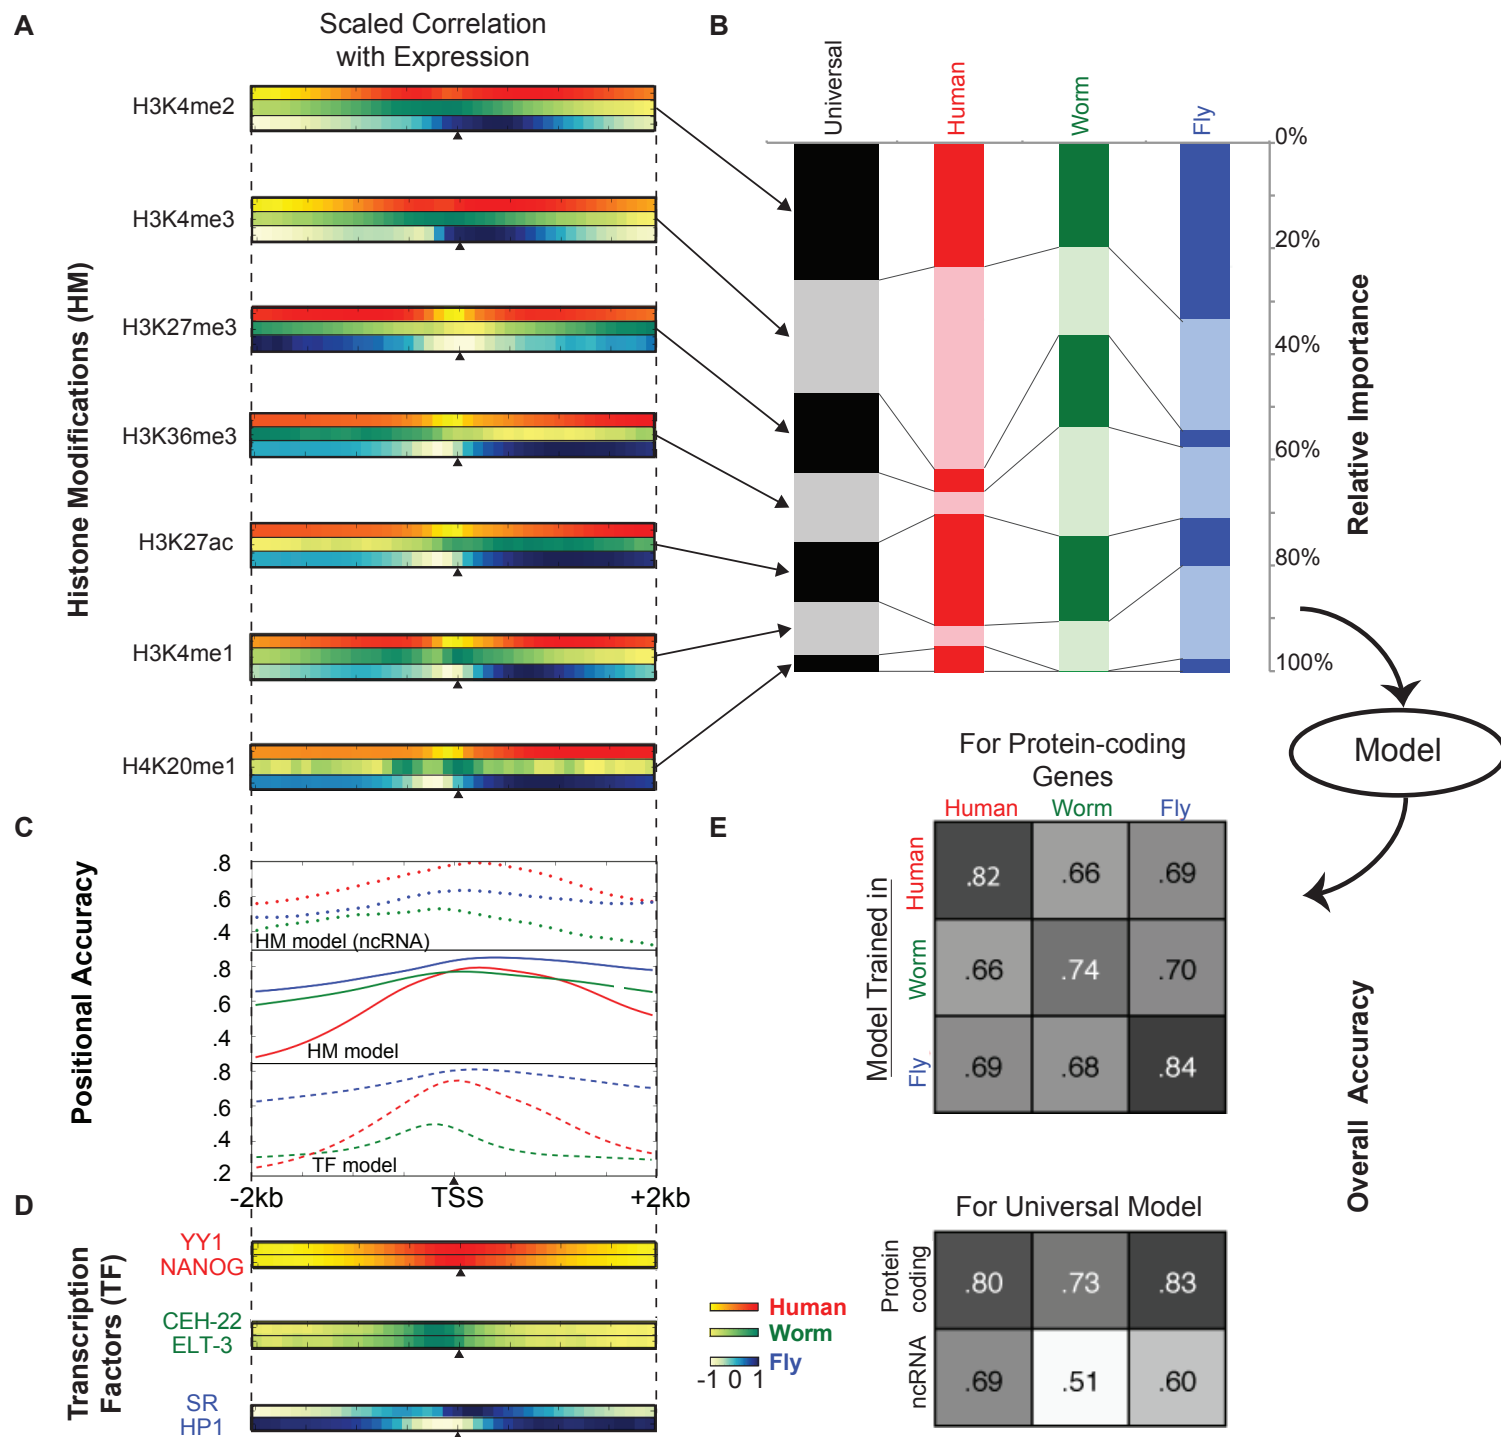 A
Scaled Correlation
with Expression
Histone Modifications (HM)
H3K4me2
H3K4me3
H3K27me3
H3K36me3
H3K27ac
H3K4me1
H4K20me1
B
Universal
Human
Worm
Fly
0%
20%
40%
60%
80%
100%
Relative Importance
Model
C
Positional Accuracy
.8
.6
.4
HM model (ncRNA)
.8
.6
.4
HM model
.8
.6
.4
.2
TF model
-2kb
TSS
+2kb
D
Transcription
Factors (TF)
YY1
NANOG
CEH-22
ELT-3
SR
HP1
Human
Worm
Fly
-1 0 1
E
For Protein-coding
Genes
Human Worm Fly
Model Trained in
Human
.82 .66 .69
Worm
.66 .74 .70
Fly
.69 .68 .84
Overall Accuracy
For Universal Model
Protein
coding
.80 .73 .83
ncRNA
.69 .51 .60